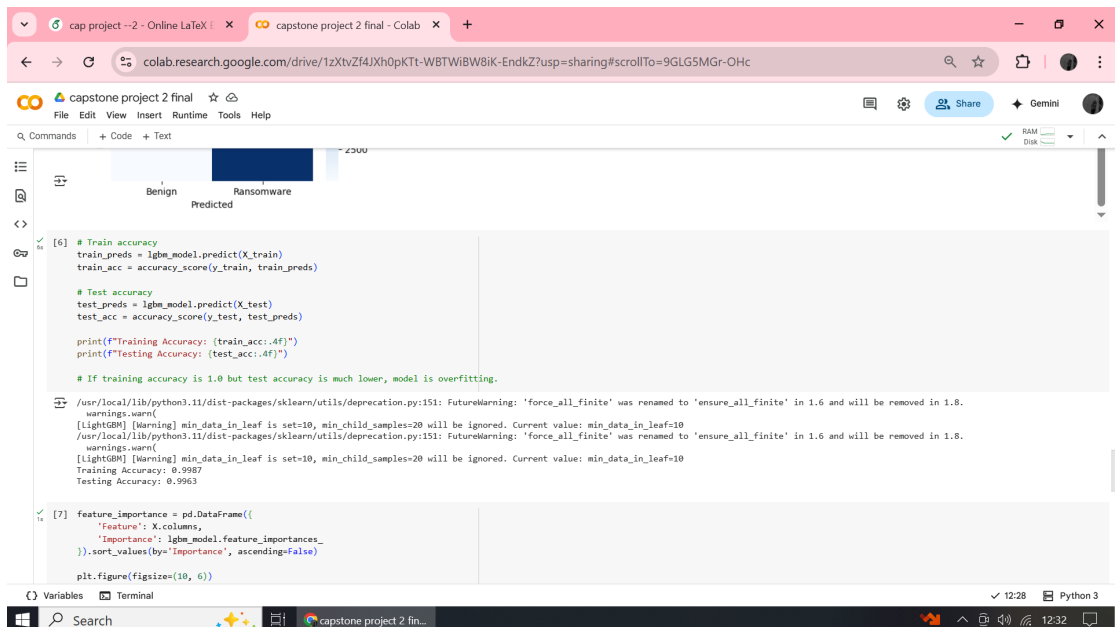 cap project --2 - Online LaTeX E
capstone project 2 final - Colab
colab.research.google.com/drive/1zXtvZf4JXh0pKTt-WBTWiBW8iK-EndkZ?usp=sharing#scrollTo=9GLG5MGr-OHc
capstone project 2 final
Share
Gemini
File Edit View Insert Runtime Tools Help
Commands + Code + Text
RAM
Disk
2500
Benign Ransomware
Predicted
6s
[6] # Train accuracy
train_preds = lgbm_model.predict(X_train)
train_acc = accuracy_score(y_train, train_preds)
# Test accuracy
test_preds = lgbm_model.predict(X_test)
test_acc = accuracy_score(y_test, test_preds)
print(f"Training Accuracy: {train_acc:.4f}")
print(f"Testing Accuracy: {test_acc:.4f}")
# If training accuracy is 1.0 but test accuracy is much lower, model is overfitting.
/usr/local/lib/python3.11/dist-packages/sklearn/utils/deprecation.py:151: FutureWarning: 'force_all_finite' was renamed to 'ensure_all_finite' in 1.6 and will be removed in 1.8.
warnings.warn(
[LightGBM] [Warning] min_data_in_leaf is set=10, min_child_samples=20 will be ignored. Current value: min_data_in_leaf=10
/usr/local/lib/python3.11/dist-packages/sklearn/utils/deprecation.py:151: FutureWarning: 'force_all_finite' was renamed to 'ensure_all_finite' in 1.6 and will be removed in 1.8.
warnings.warn(
[LightGBM] [Warning] min_data_in_leaf is set=10, min_child_samples=20 will be ignored. Current value: min_data_in_leaf=10
Training Accuracy: 0.9987
Testing Accuracy: 0.9963
1s
[7] feature_importance = pd.DataFrame({
'Feature': X.columns,
'Importance': lgbm_model.feature_importances_
}).sort_values(by='Importance', ascending=False)
plt.figure(figsize=(10, 6))
{} Variables Terminal
12:28 Python 3
Search
capstone project 2 fin...
12:32